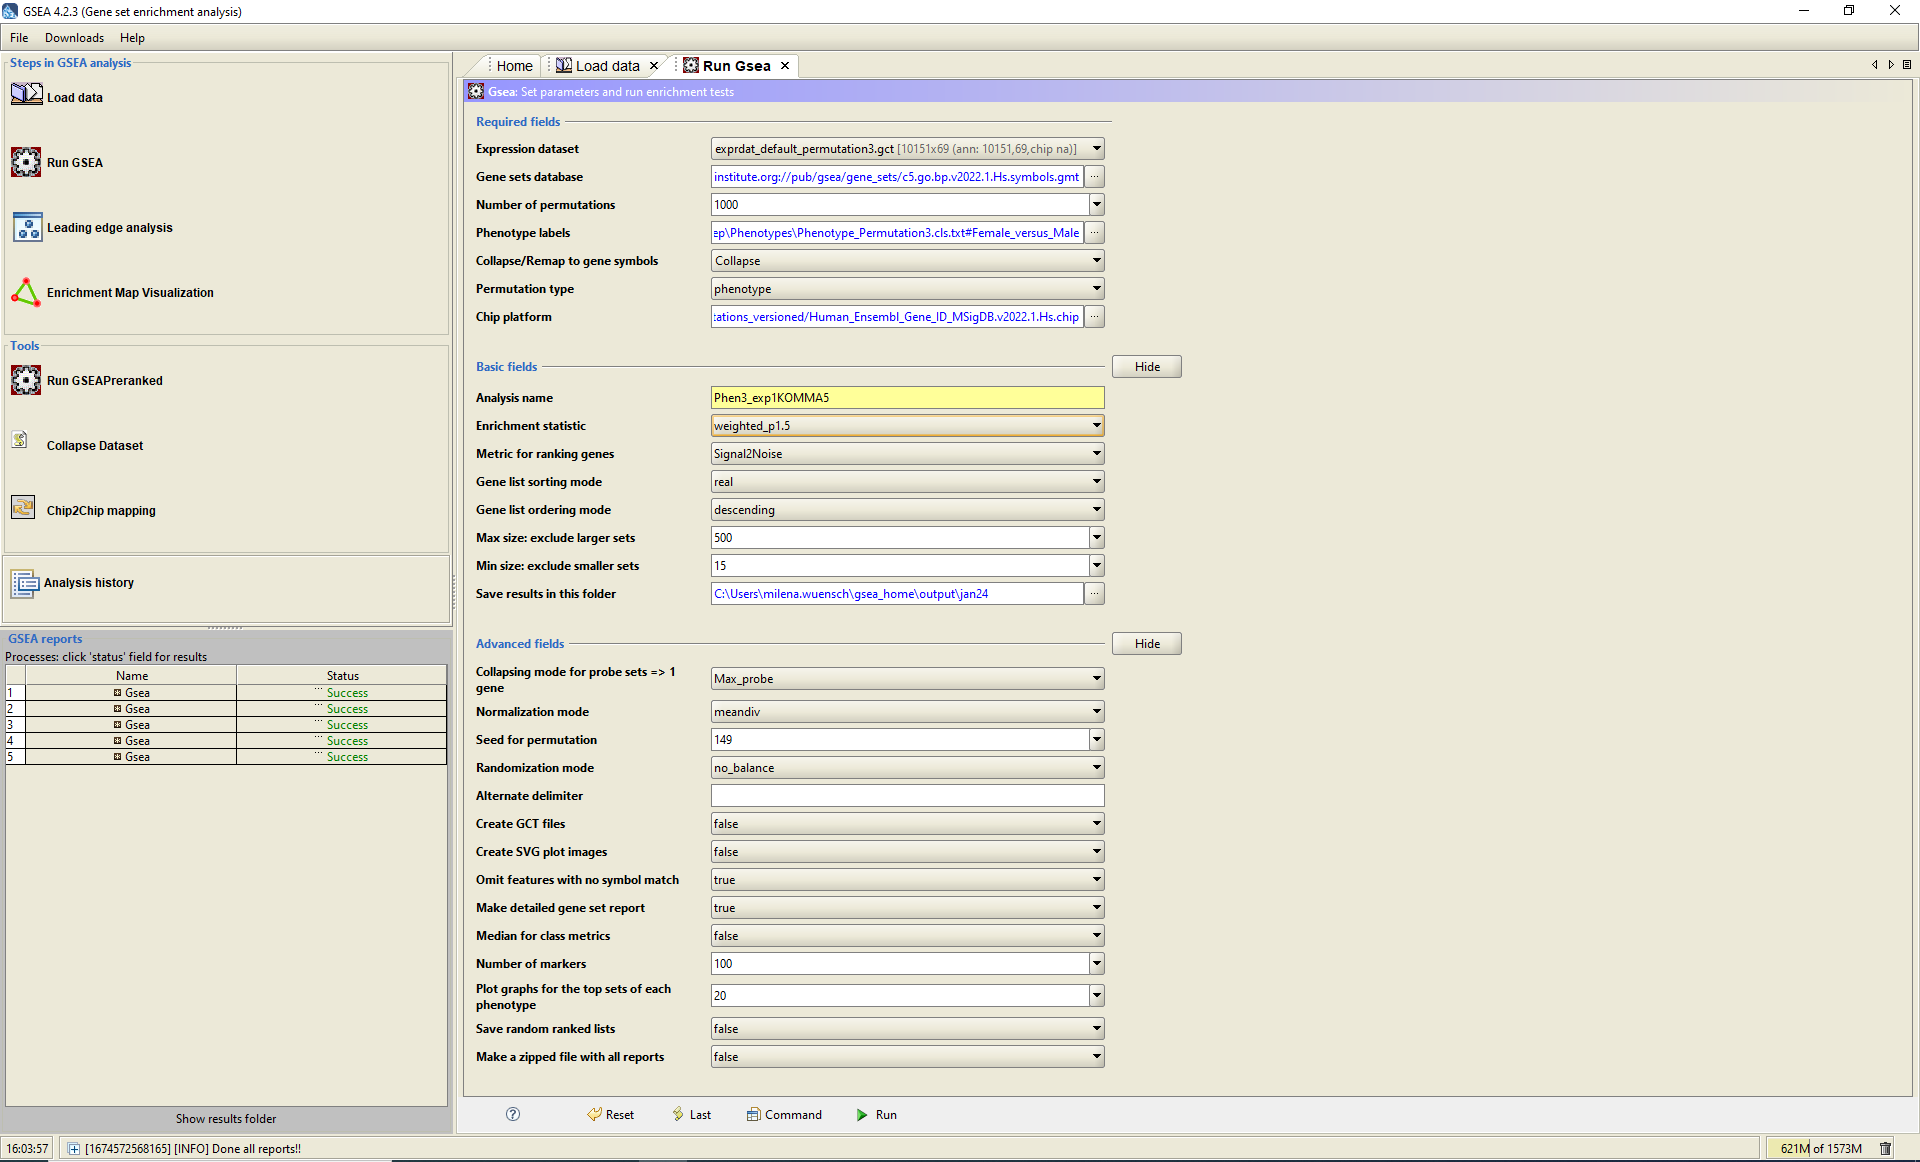 GSEA 4.2.3 (Gene set enrichment analysis)
File Downloads Help
Steps in GSEA analysis
Load data
Run GSEA
Leading edge analysis
Enrichment Map Visualization
Tools
Run GSEAPreranked
Collapse Dataset
Chip2Chip mapping
Analysis history
GSEA reports
Processes: click 'status' field for results
Name Status
1 Gsea Success
2 Gsea Success
3 Gsea Success
4 Gsea Success
5 Gsea Success
Show results folder
Home Load data Run Gsea
Gsea: Set parameters and run enrichment tests
Required fields
Expression dataset exprdat_default_permutation3.gct [10151x69 (ann: 10151,69,chip na)]
Gene sets database institute.org://pub/gsea/gene_sets/c5.go.bp.v2022.1.Hs.symbols.gmt ...
Number of permutations 1000
Phenotype labels ep\Phenotypes\Phenotype_Permutation3.cls.txt#Female_versus_Male ...
Collapse/Remap to gene symbols Collapse
Permutation type phenotype
Chip platform tations_versioned/Human_Ensembl_Gene_ID_MSigDB.v2022.1.Hs.chip ...
Basic fields Hide
Analysis name Phen3_exp1KOMMA5
Enrichment statistic weighted_p1.5
Metric for ranking genes Signal2Noise
Gene list sorting mode real
Gene list ordering mode descending
Max size: exclude larger sets 500
Min size: exclude smaller sets 15
Save results in this folder C:\Users\milena.wuensch\gsea_home\output\jan24 ...
Advanced fields Hide
Collapsing mode for probe sets => 1
gene Max_probe
Normalization mode meandiv
Seed for permutation 149
Randomization mode no_balance
Alternate delimiter
Create GCT files false
Create SVG plot images false
Omit features with no symbol match true
Make detailed gene set report true
Median for class metrics false
Number of markers 100
Plot graphs for the top sets of each
phenotype 20
Save random ranked lists false
Make a zipped file with all reports false
? Reset Last Command Run
16:03:57 [1674572568165] [INFO] Done all reports!! 621M of 1573M